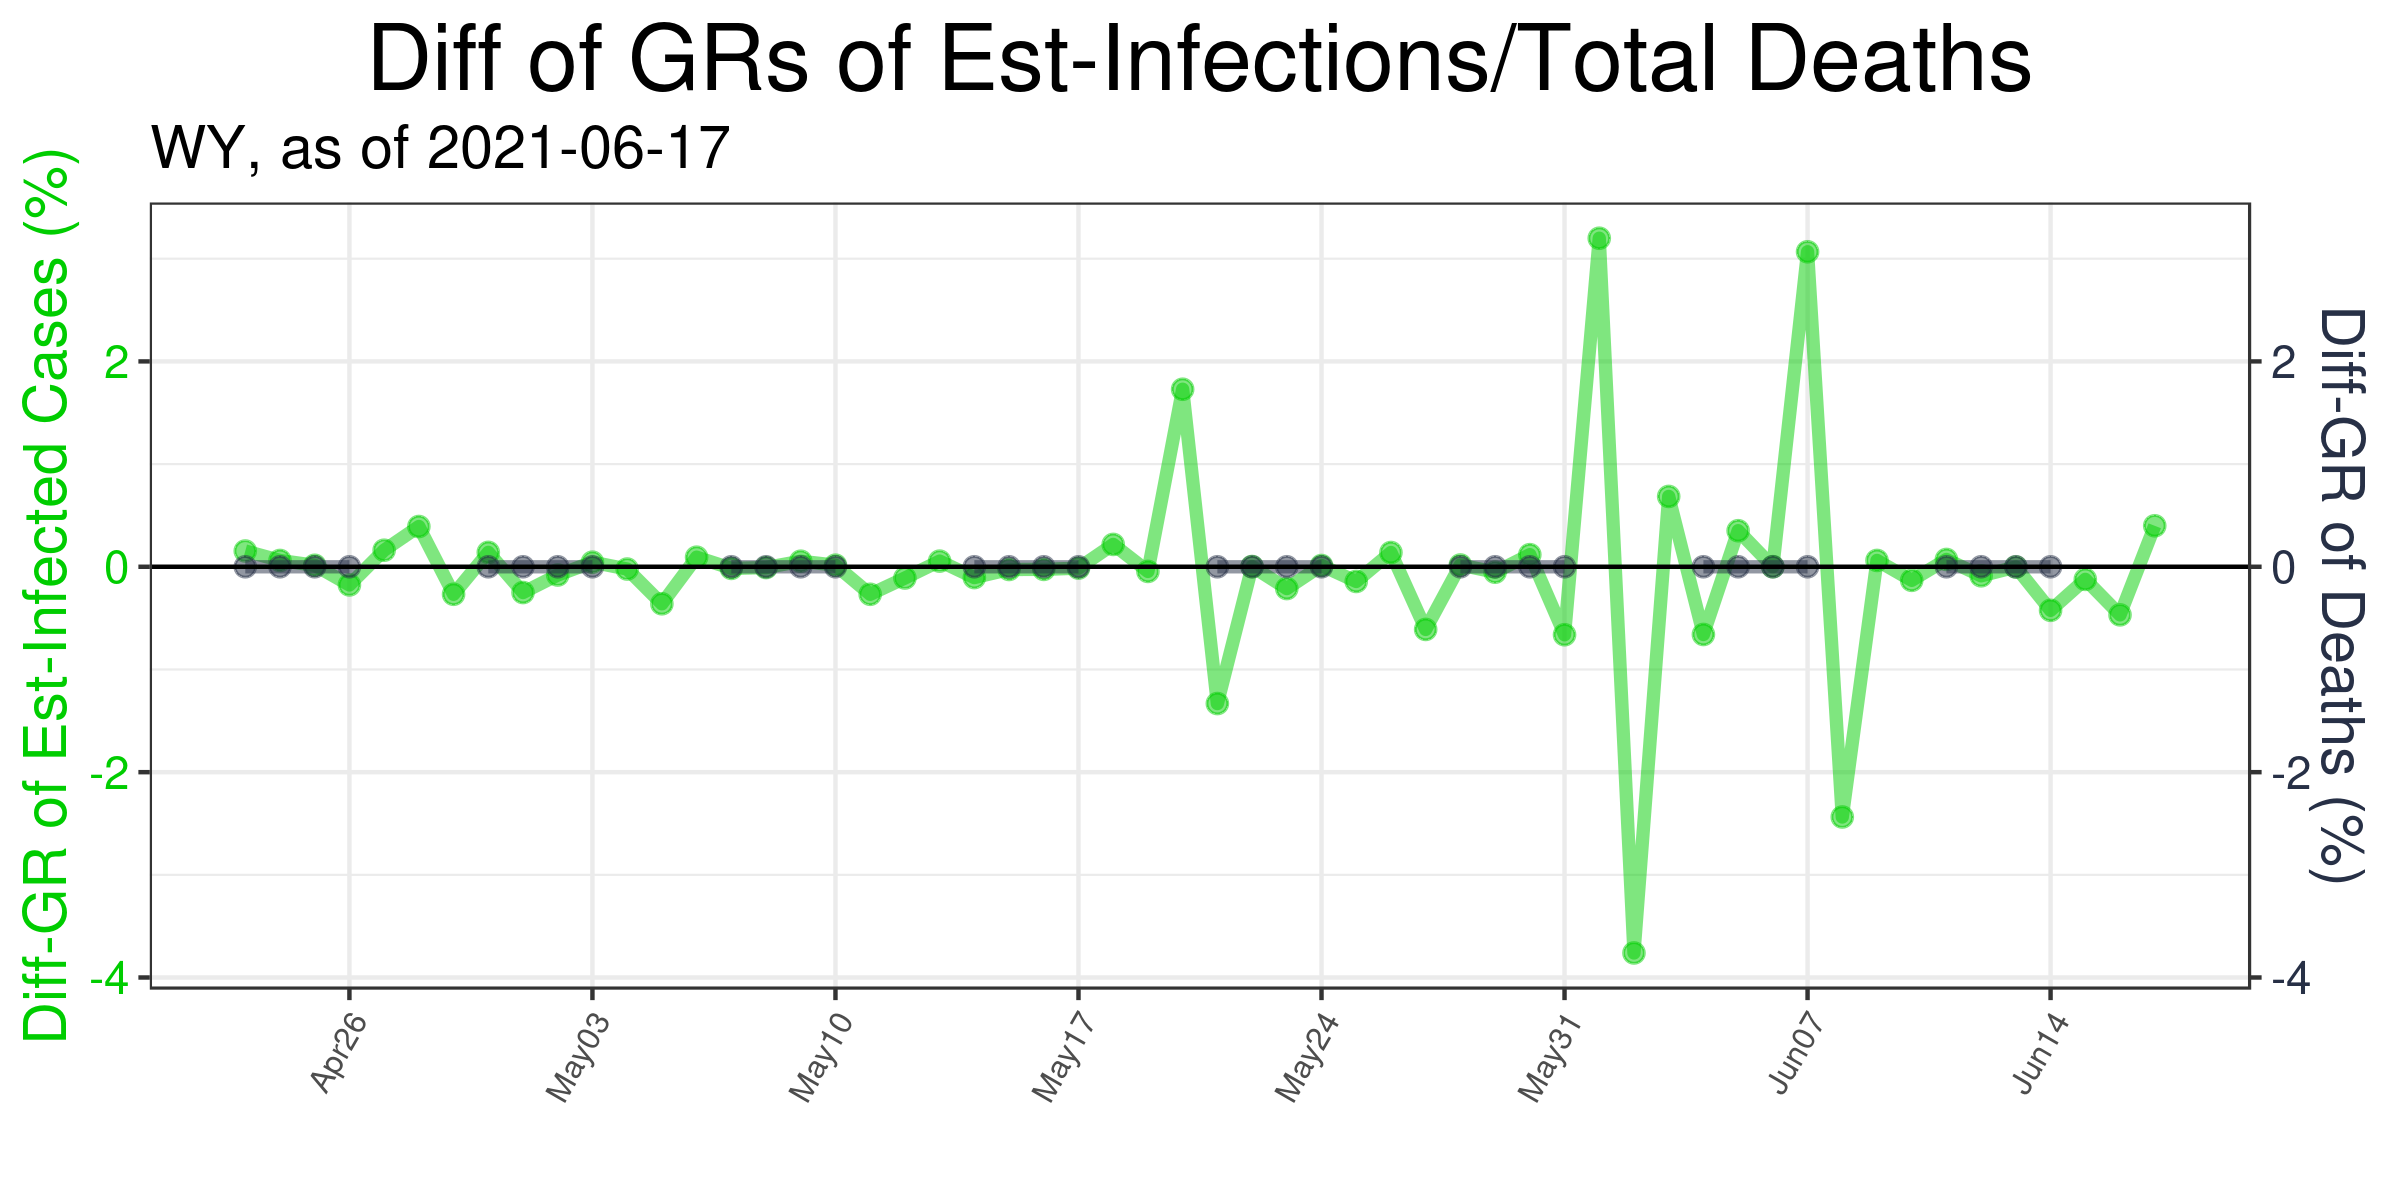 Diff of GRs of Est-Infections/Total Deaths
WY, as of 2021-06-17
Diff-GR of Est-Infected Cases (%)
2
0
-2
-4
2
0
-2
-4
Diff-GR of Deaths (%)
Apr26
May03
May10
May17
May24
May31
Jun07
Jun14